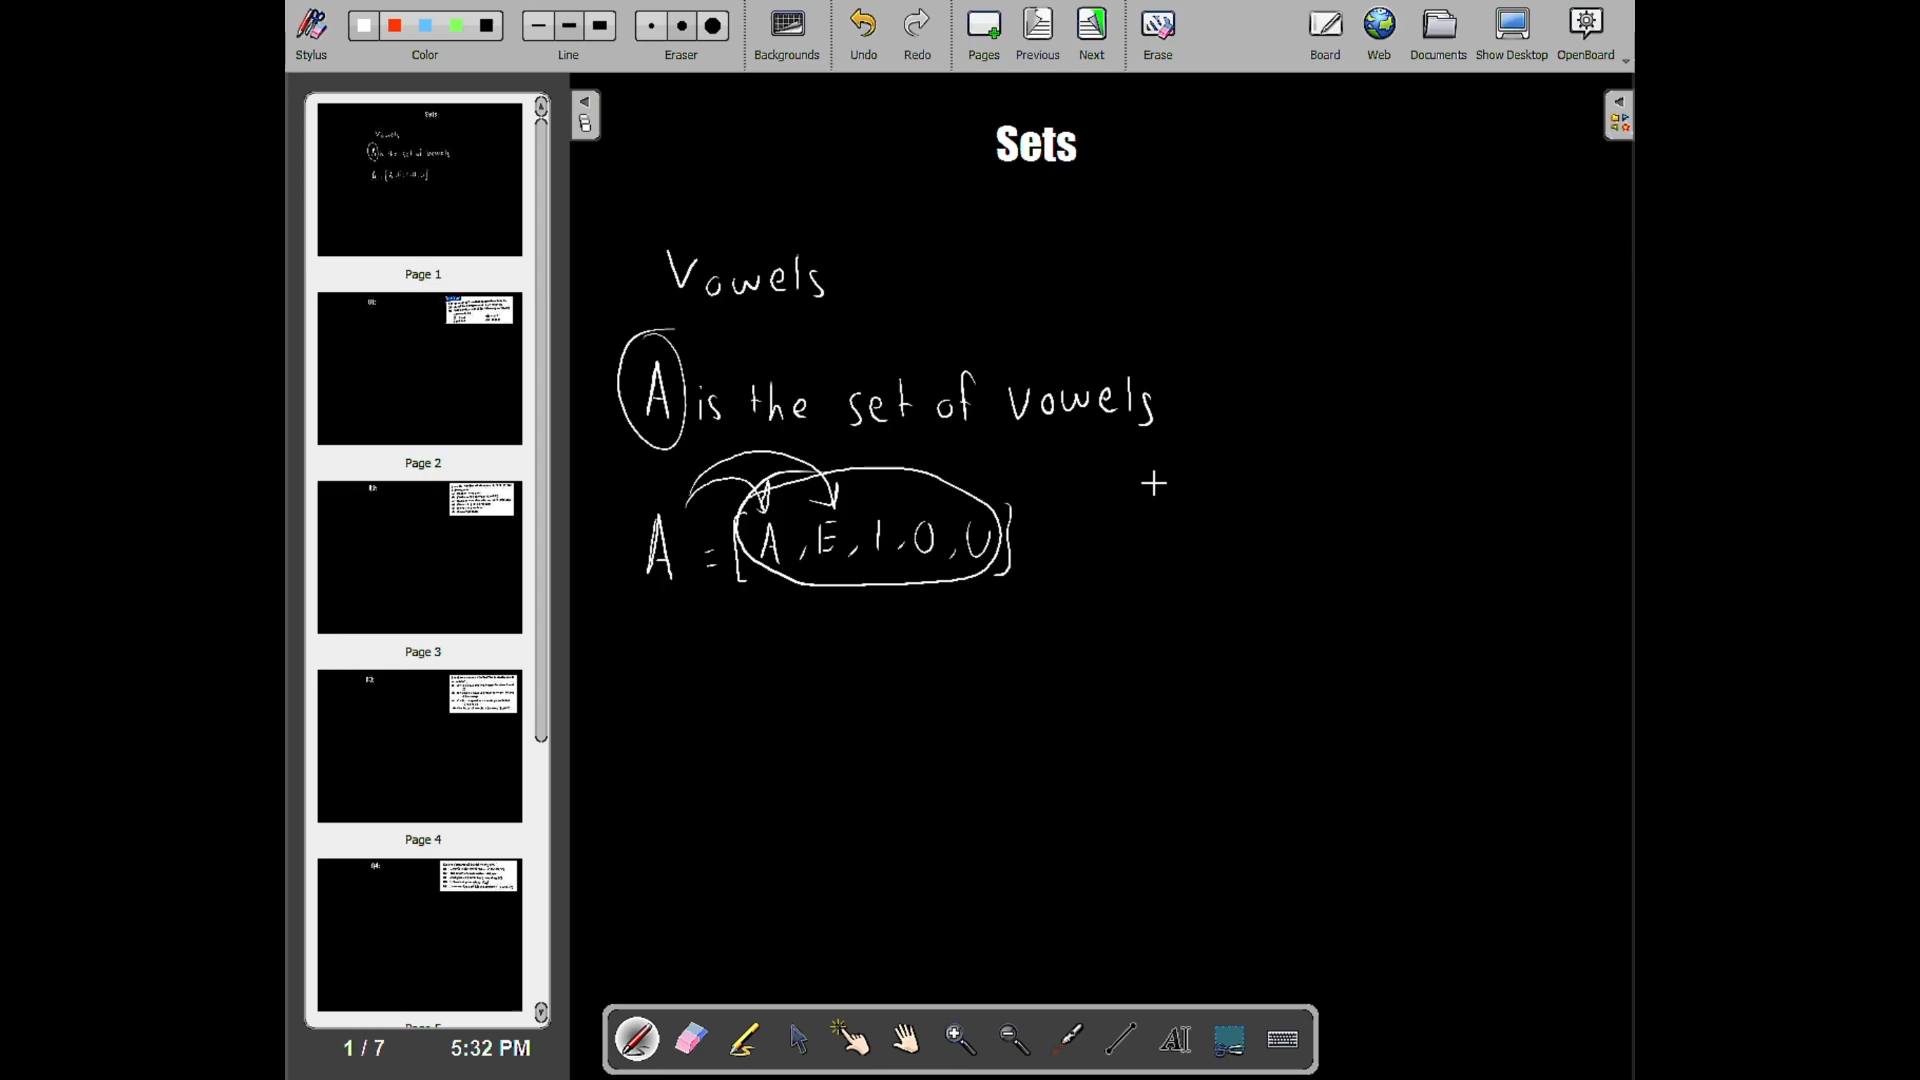 Stylus Color Line Eraser Backgrounds Undo Redo Pages Previous Next Erase Board Web Documents Show Desktop OpenBoard
Sets
Vowels
A is the set of vowels
A = [A, E, I, O, U]
Page 1
Page 2
Page 3
Page 4
1 / 7 5:32 PM